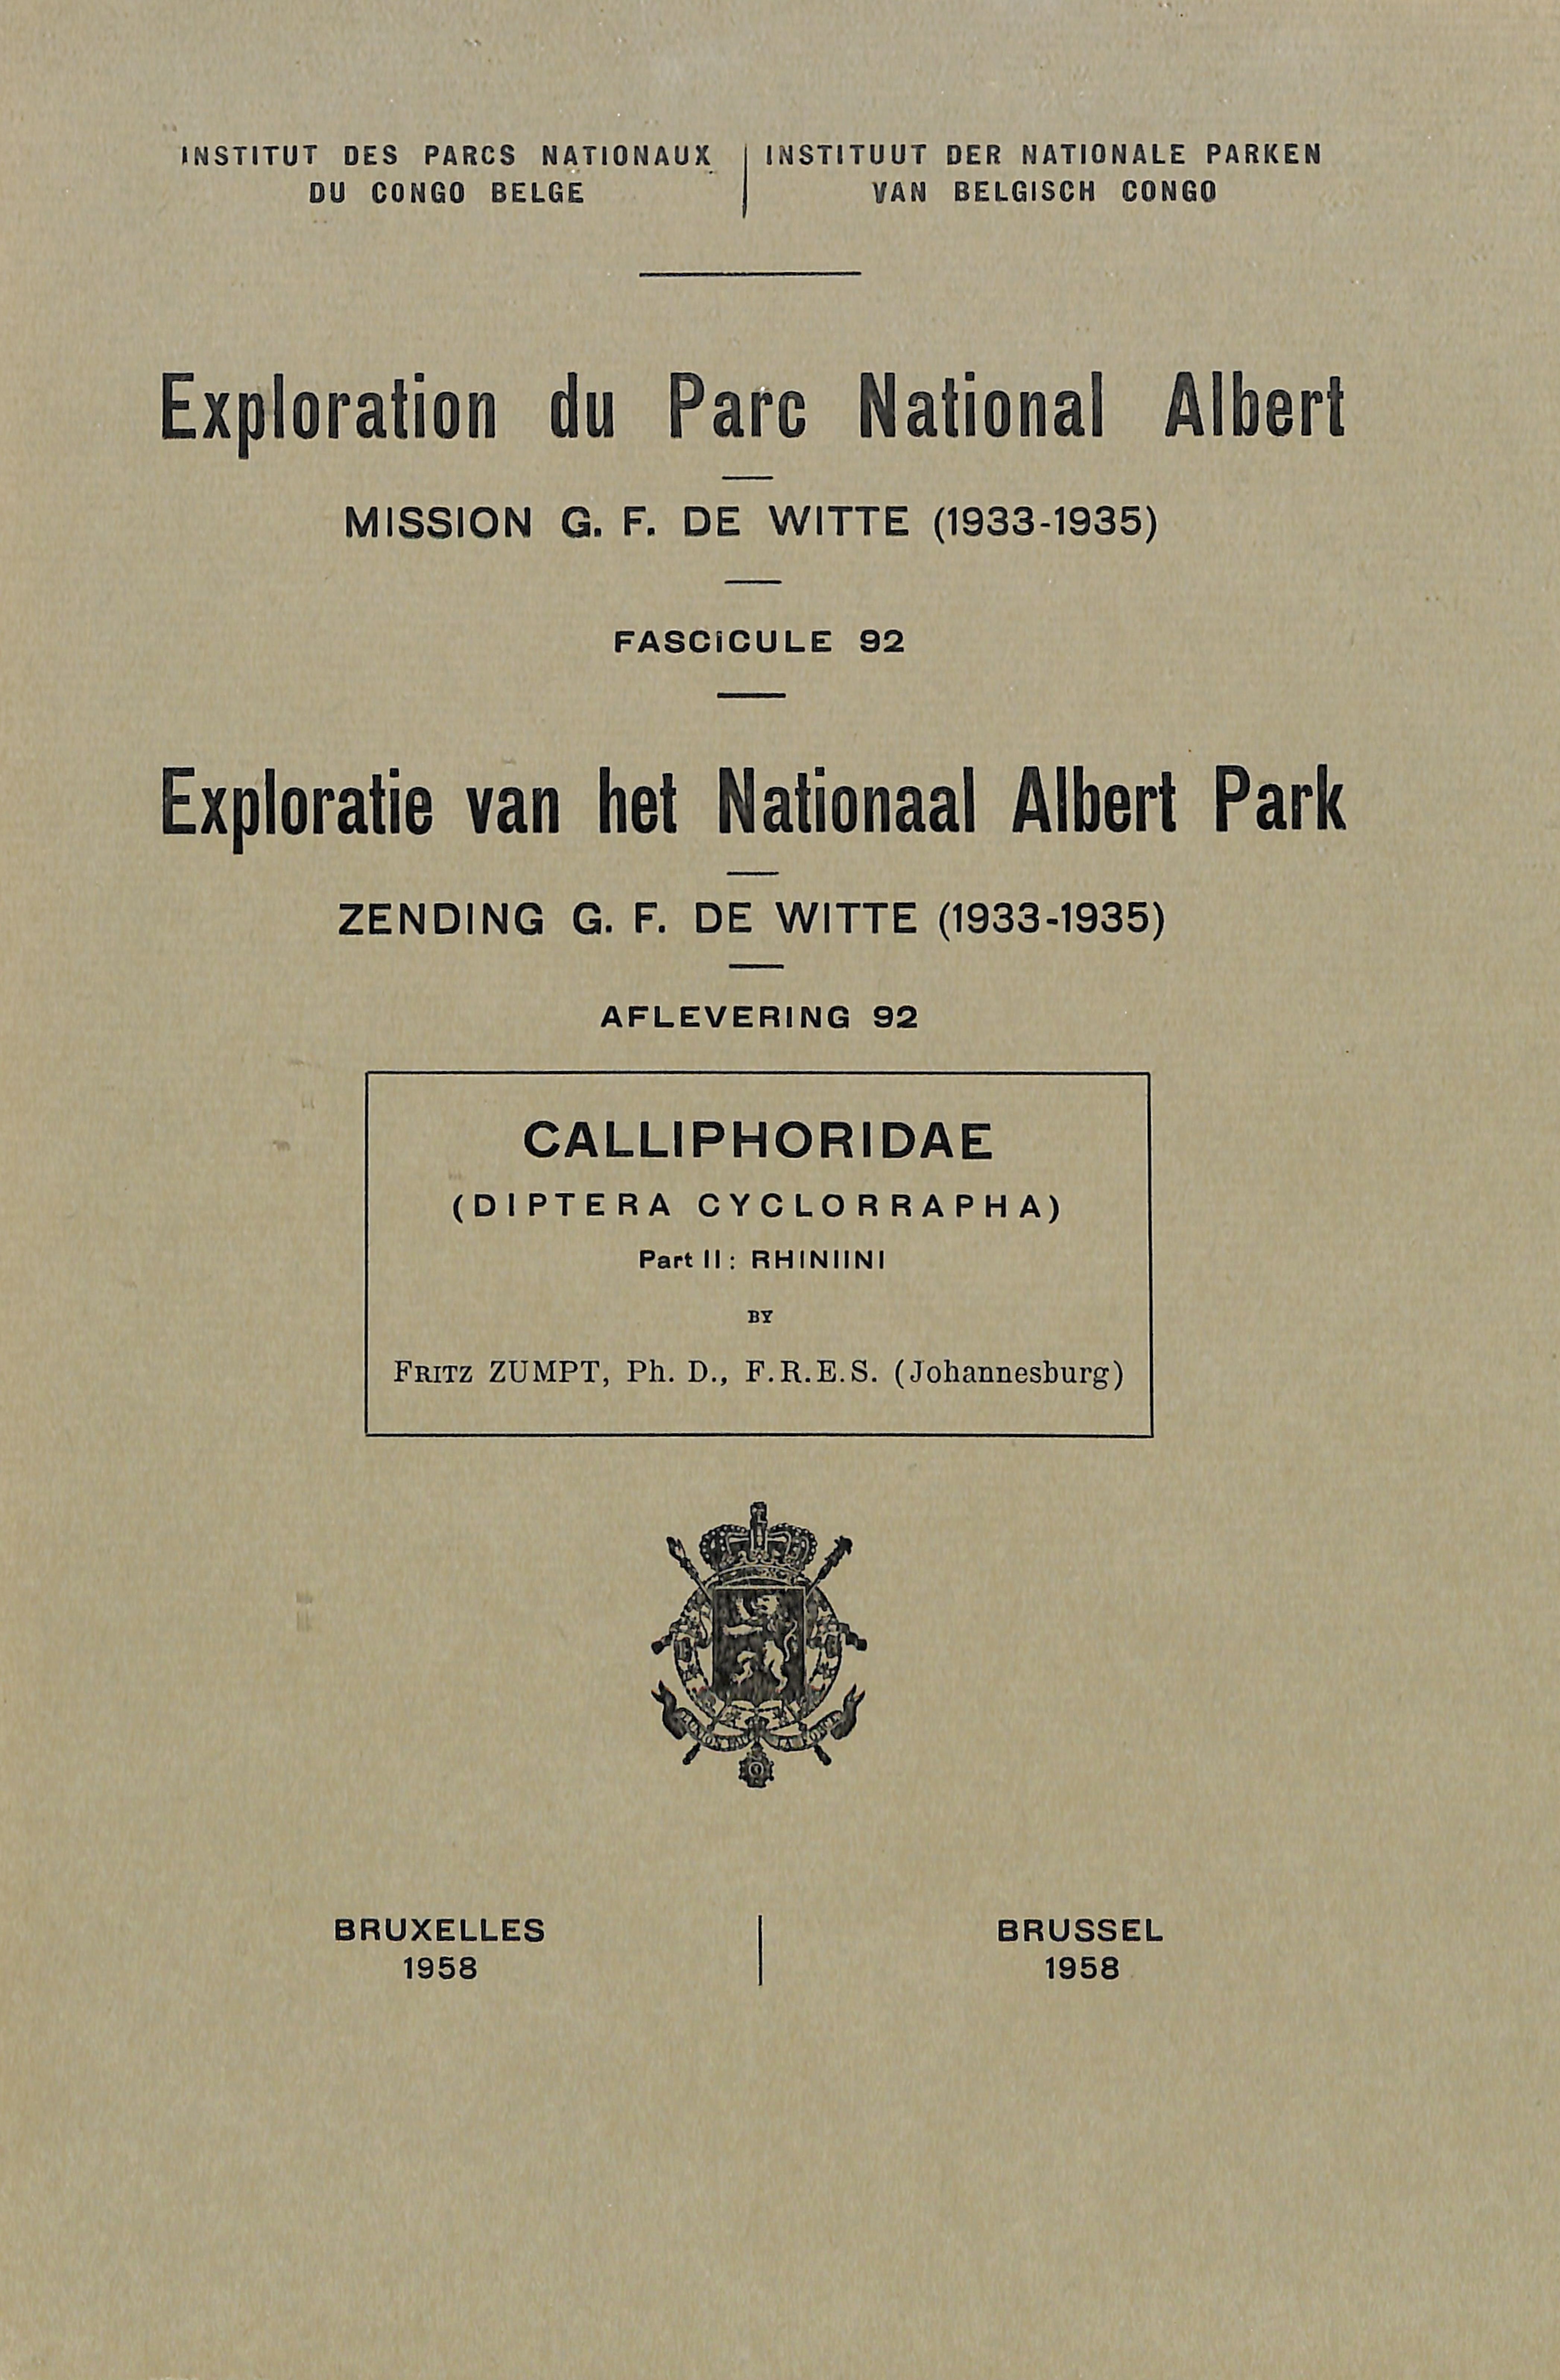 INSTITUT DES PARCS NATIONAUX
DU CONGO BELGE
INSTITUUT DER NATIONALE PARKEN
VAN BELGISCH CONGO
Exploration du Parc National Albert
MISSION G. F. DE WITTE (1933-1935)
FASCICULE 92
Exploratie van het Nationaal Albert Park
ZENDING G. F. DE WITTE (1933-1935)
AFLEVERING 92
CALLIPHORIDAE
(DIPTERA CYCLORRAPHA)
Part II : RHINIINI
BY
FRITZ ZUMPT, Ph. D., F.R.E.S. (Johannesburg)
BRUXELLES
1958
BRUSSEL
1958